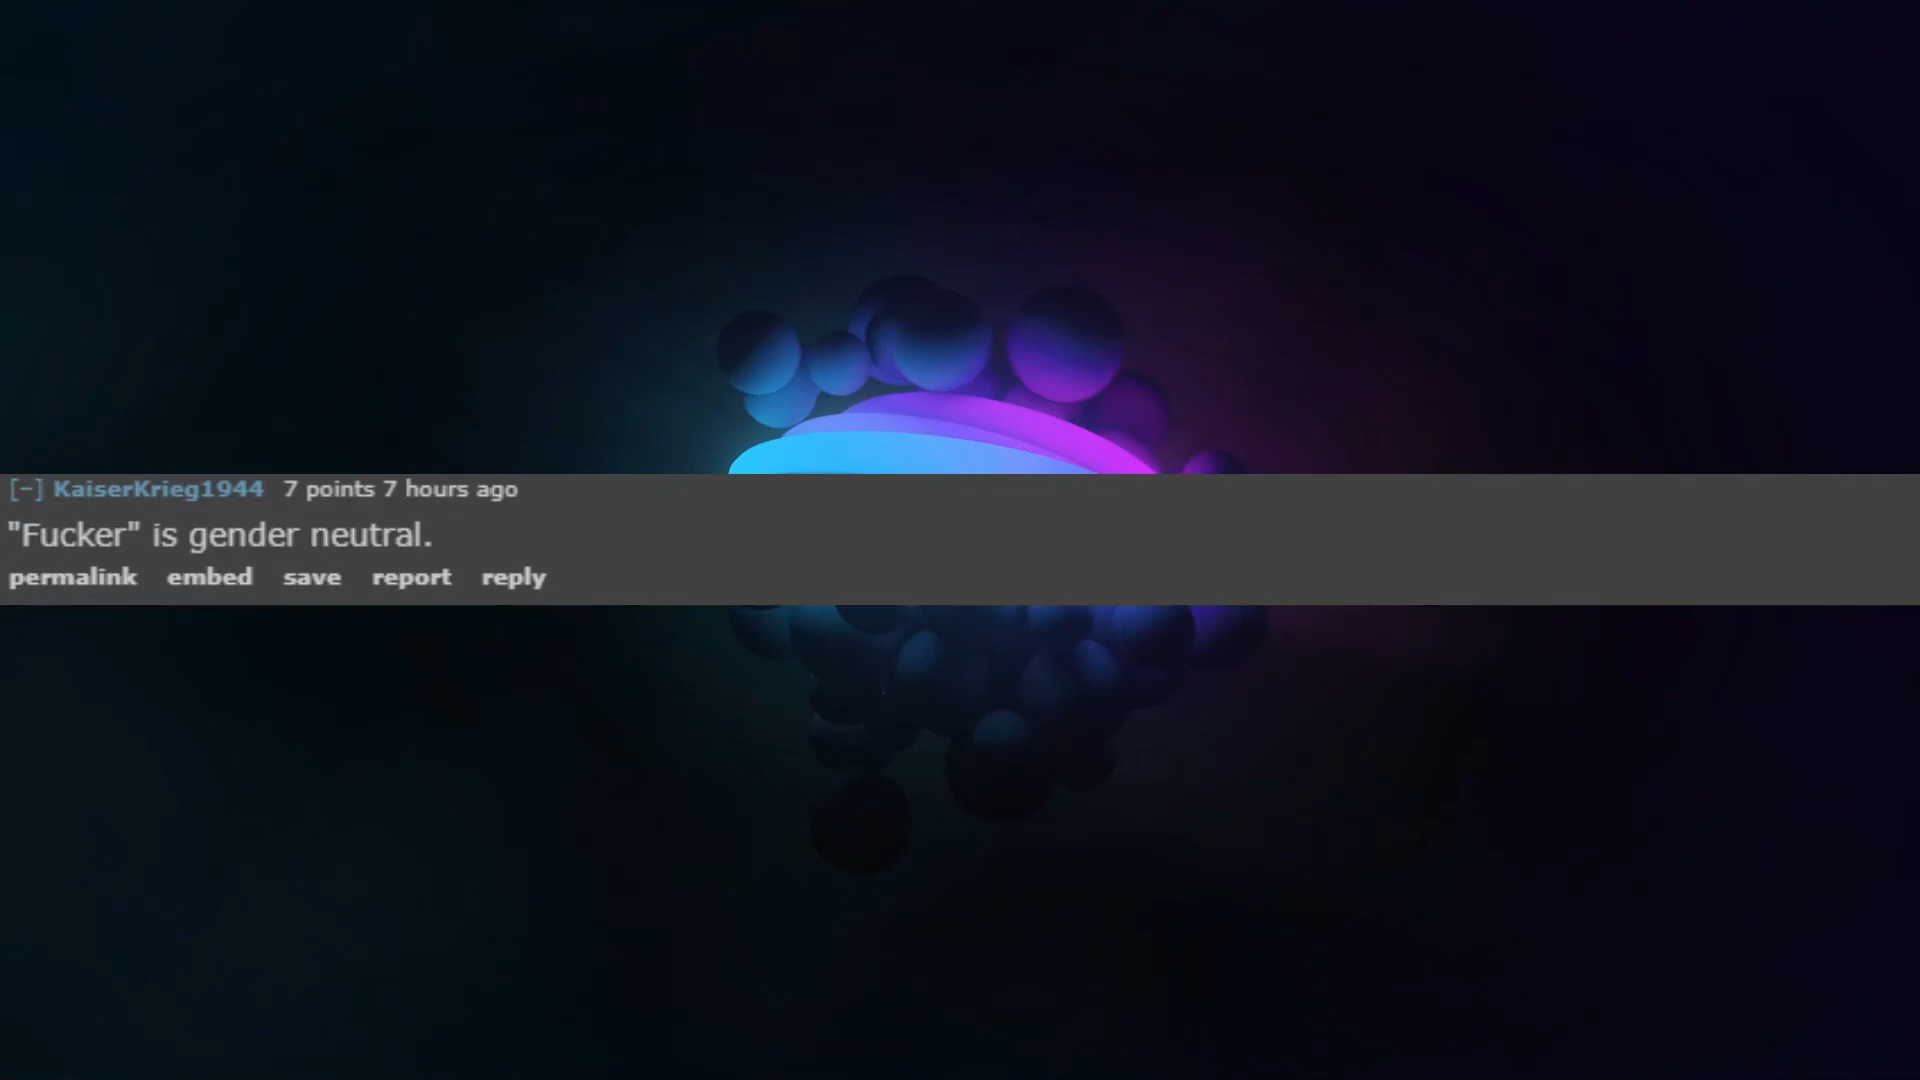 [−] KaiserKrieg1944 7 points 7 hours ago
"Fucker" is gender neutral.
permalink embed save report reply